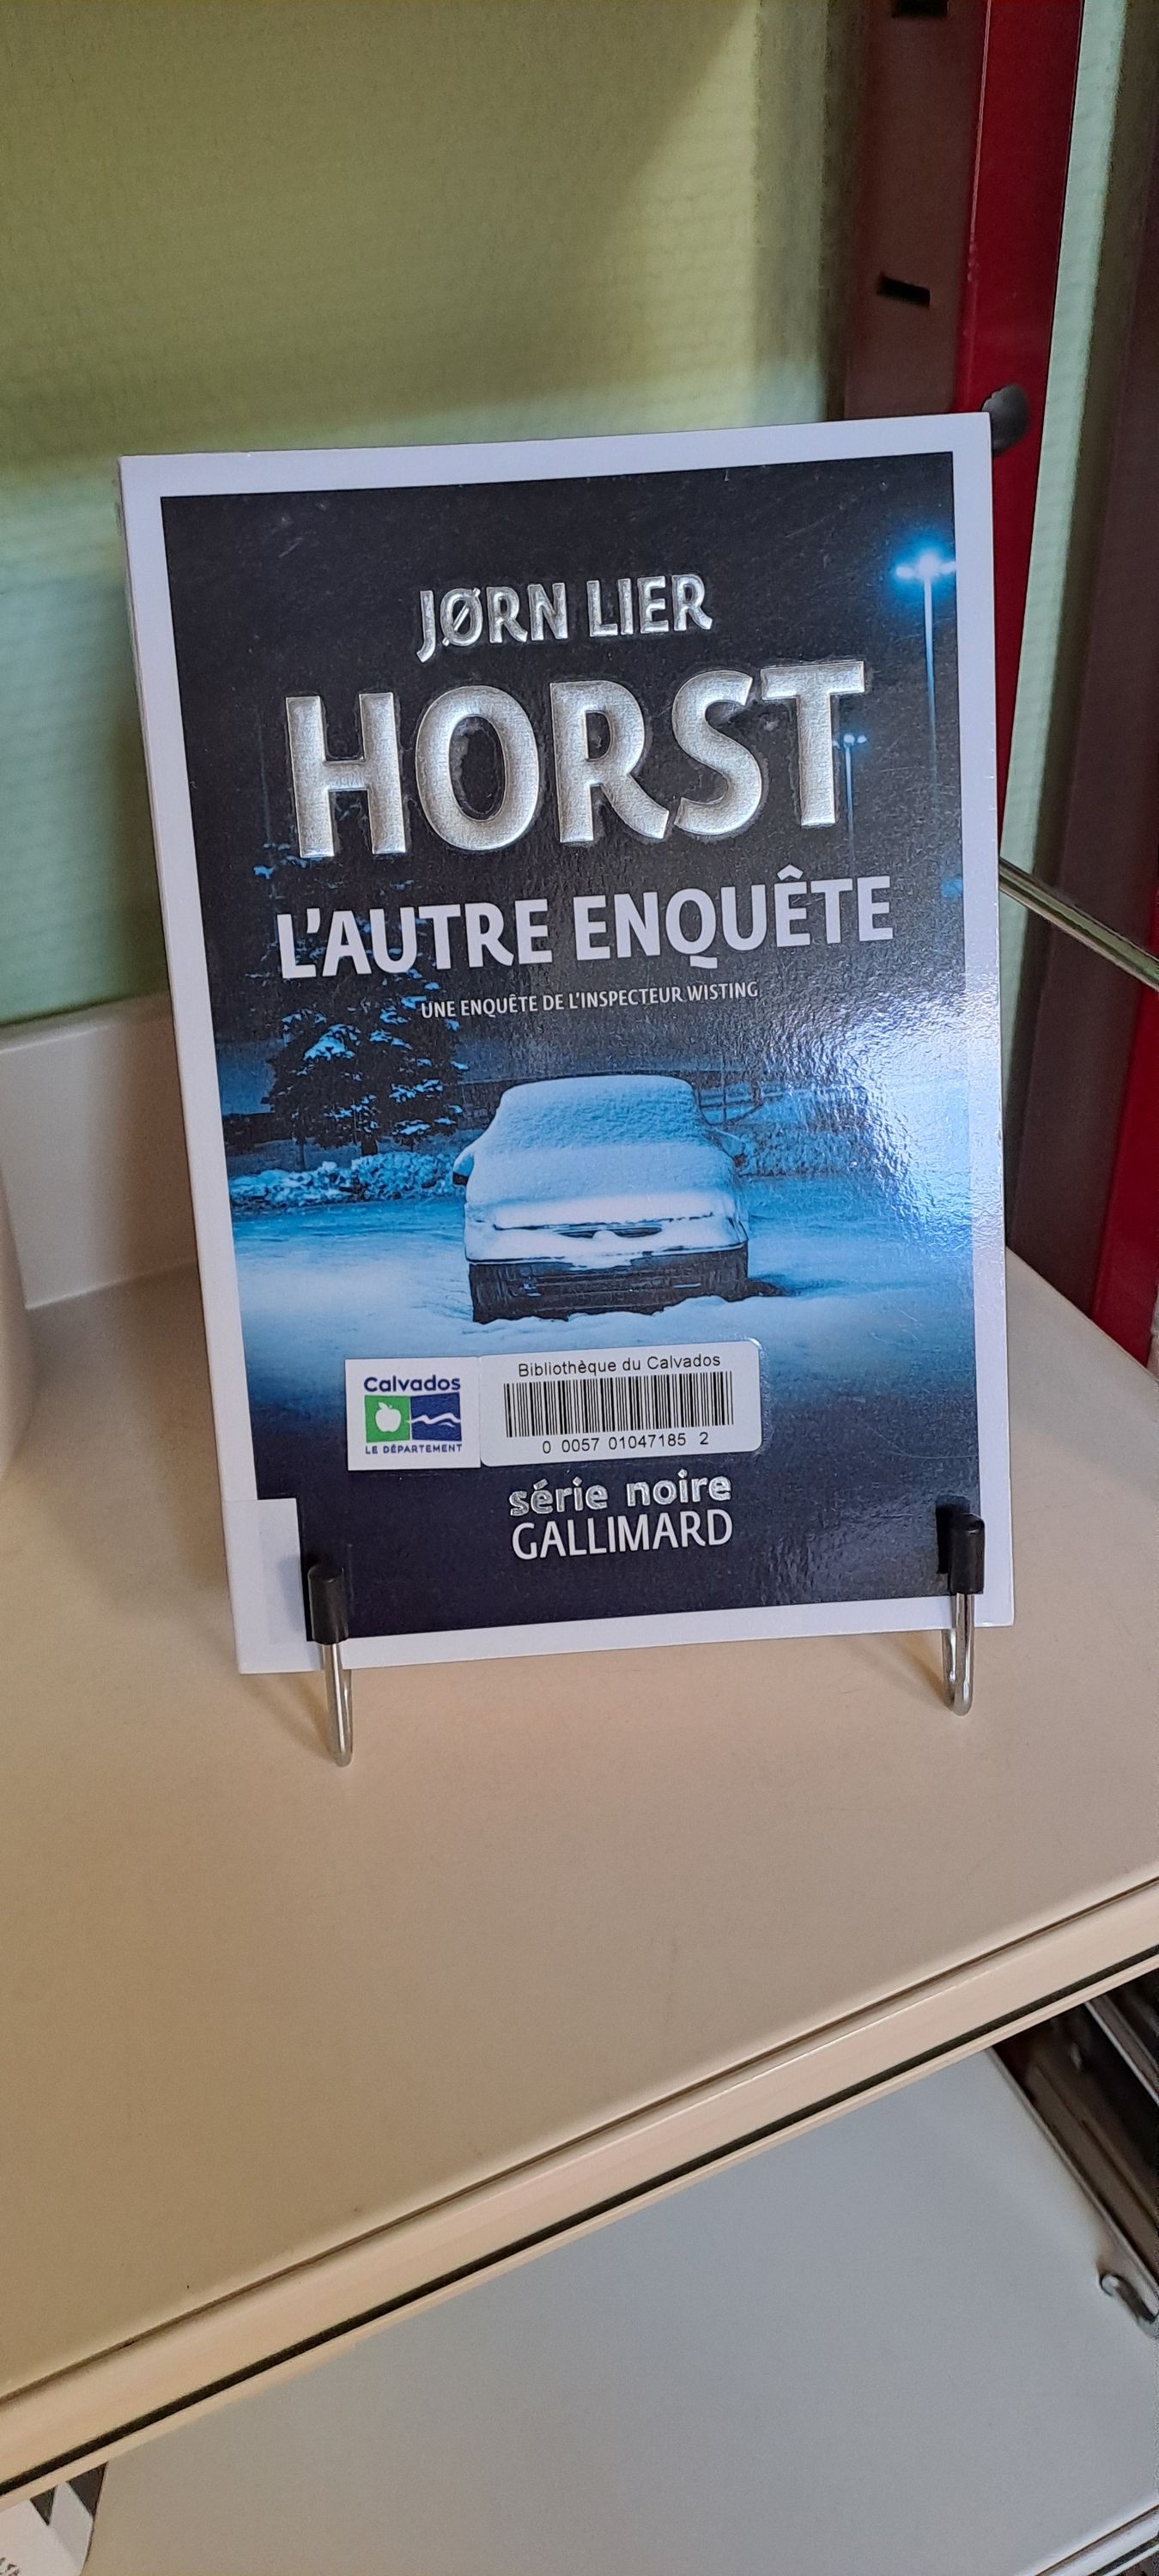 JØRN LIER
HORST
L'AUTRE ENQUÊTE
UNE ENQUÊTE DE L'INSPECTEUR WISTING
Calvados
LE DÉPARTEMENT
Bibliothèque du Calvados
0 0057 01047185 2
série noire
GALLIMARD